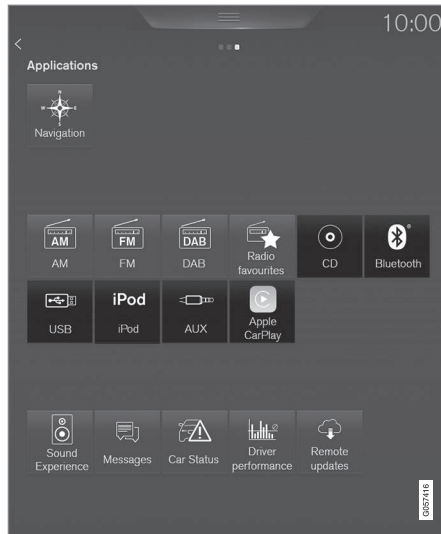 10:00
Applications
N
W E
S
Navigation
AM FM DAB
AM FM DAB Radio favourites CD Bluetooth
iPod
USB iPod AUX Apple CarPlay
Sound Experience Messages Car Status Driver performance Remote updates
G057416